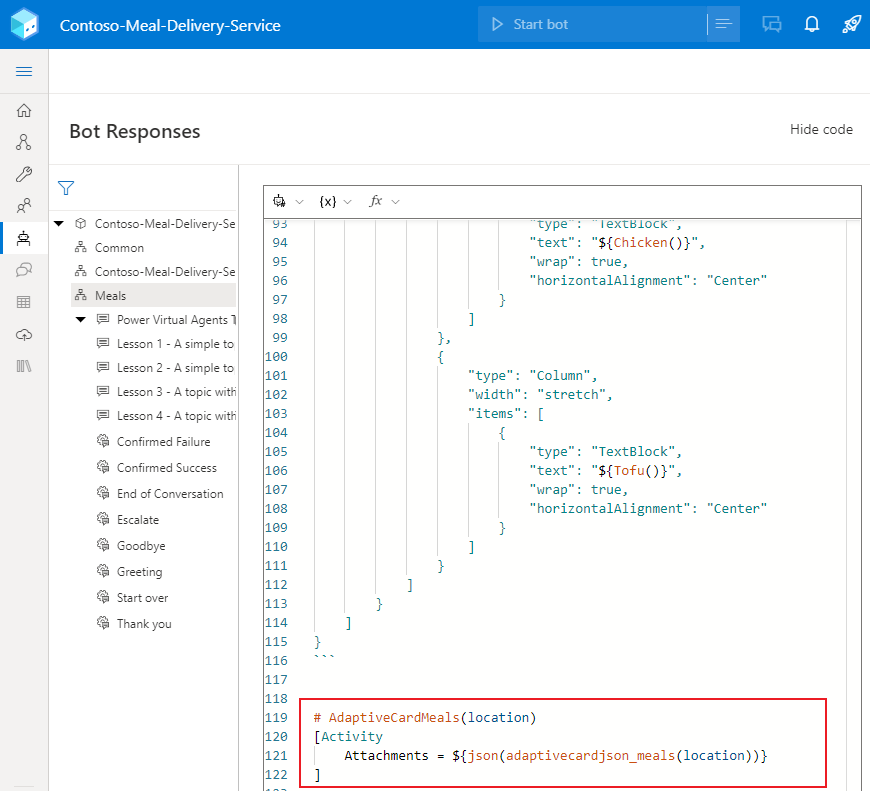 Contoso-Meal-Delivery-Service
Start bot
Bot Responses
Hide code
Contoso-Meal-Delivery-Se
Common
Contoso-Meal-Delivery-Se
Meals
Power Virtual Agents T
Lesson 1 - A simple to
Lesson 2 - A simple to
Lesson 3 - A topic with
Lesson 4 - A topic with
Confirmed Failure
Confirmed Success
End of Conversation
Escalate
Goodbye
Greeting
Start over
Thank you
{x} fx
93 "type": "TextBlock",
94 "text": "${Chicken()}",
95 "wrap": true,
96 "horizontalAlignment": "Center"
97 }
98 ]
99 },
100 {
101 "type": "Column",
102 "width": "stretch",
103 "items": [
104 {
105 "type": "TextBlock",
106 "text": "${Tofu()}",
107 "wrap": true,
108 "horizontalAlignment": "Center"
109 }
110 ]
111 }
112 ]
113 }
114 ]
115 }
116 ```
117
118
119 # AdaptiveCardMeals(location)
120 [Activity
121 Attachments = ${json(adaptivecardjson_meals(location))}
122 ]